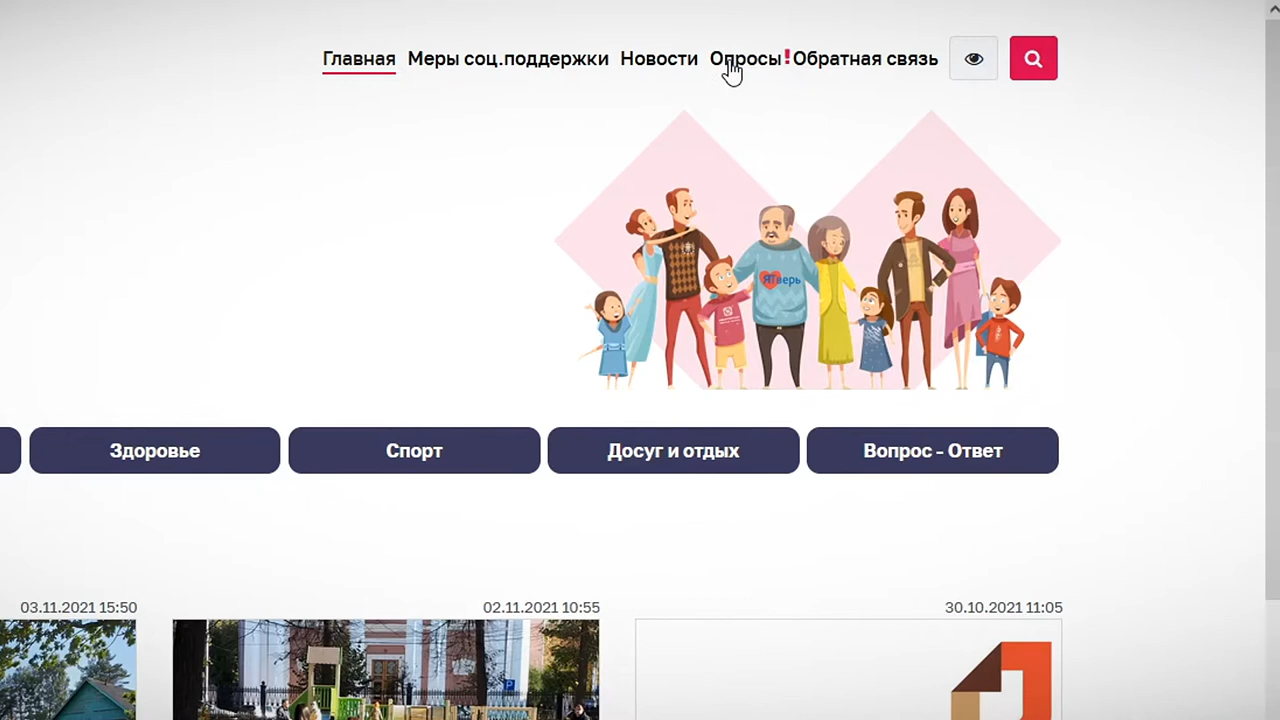 Главная Меры соц.поддержки Новости Опросы! Обратная связь
Я Тверь
Здоровье Спорт Досуг и отдых Вопрос - Ответ
03.11.2021 15:50 02.11.2021 10:55 30.10.2021 11:05
P